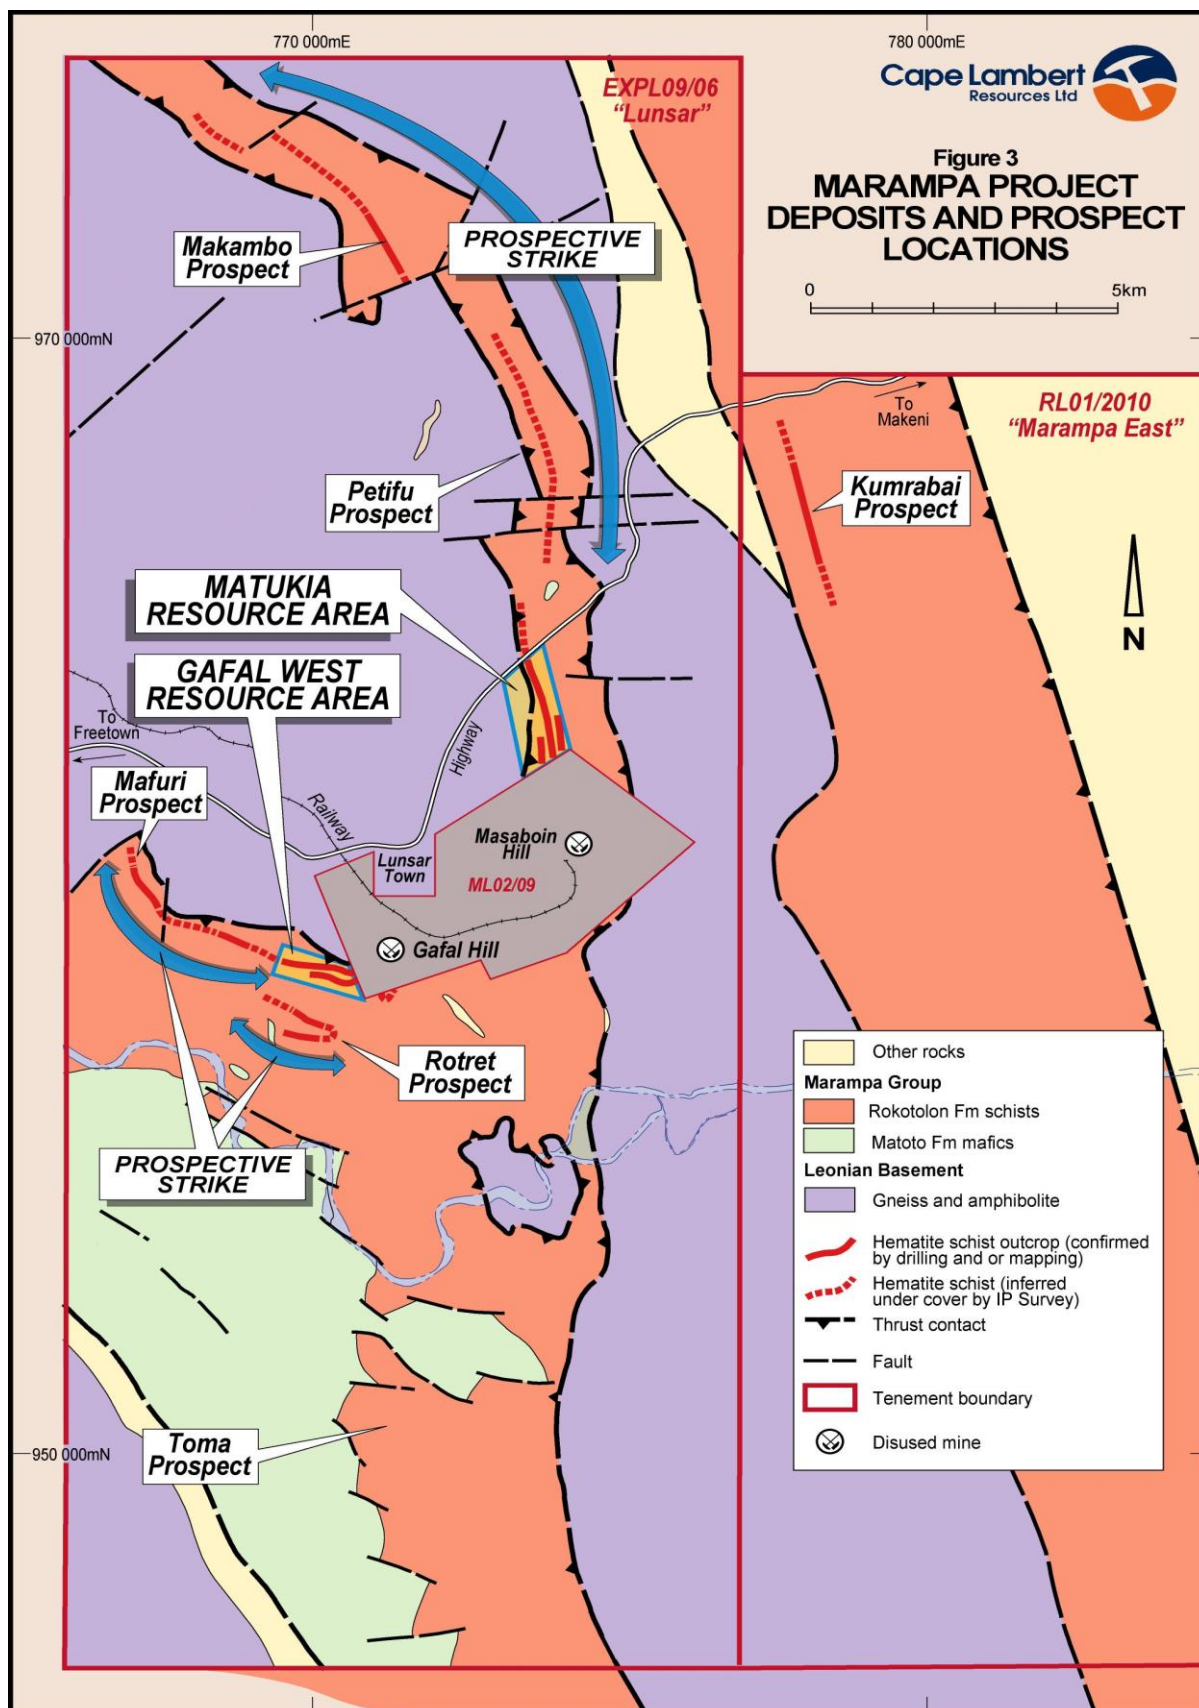 770 000mE
780 000mE
EXPL09/06
“Lunsar”
Cape Lambert
Resources Ltd
Figure 3
MARAMPA PROJECT
DEPOSITS AND PROSPECT
LOCATIONS
0
5km
Makambo
Prospect
PROSPECTIVE
STRIKE
970 000mN
To
Makeni
RL01/2010
“Marampa East”
Petifu
Prospect
Kumrabai
Prospect
N
MATUKIA
RESOURCE AREA
GAFAL WEST
RESOURCE AREA
To
Freetown
Highway
Mafuri
Prospect
Railway
Lunsar
Town
Masaboin
Hill
ML02/09
Gafal Hill
Rotret
Prospect
PROSPECTIVE
STRIKE
Toma
Prospect
950 000mN
Other rocks
Marampa Group
Rokotolon Fm schists
Matoto Fm mafics
Leonian Basement
Gneiss and amphibolite
Hematite schist outcrop (confirmed
by drilling and or mapping)
Hematite schist (inferred
under cover by IP Survey)
Thrust contact
Fault
Tenement boundary
Disused mine